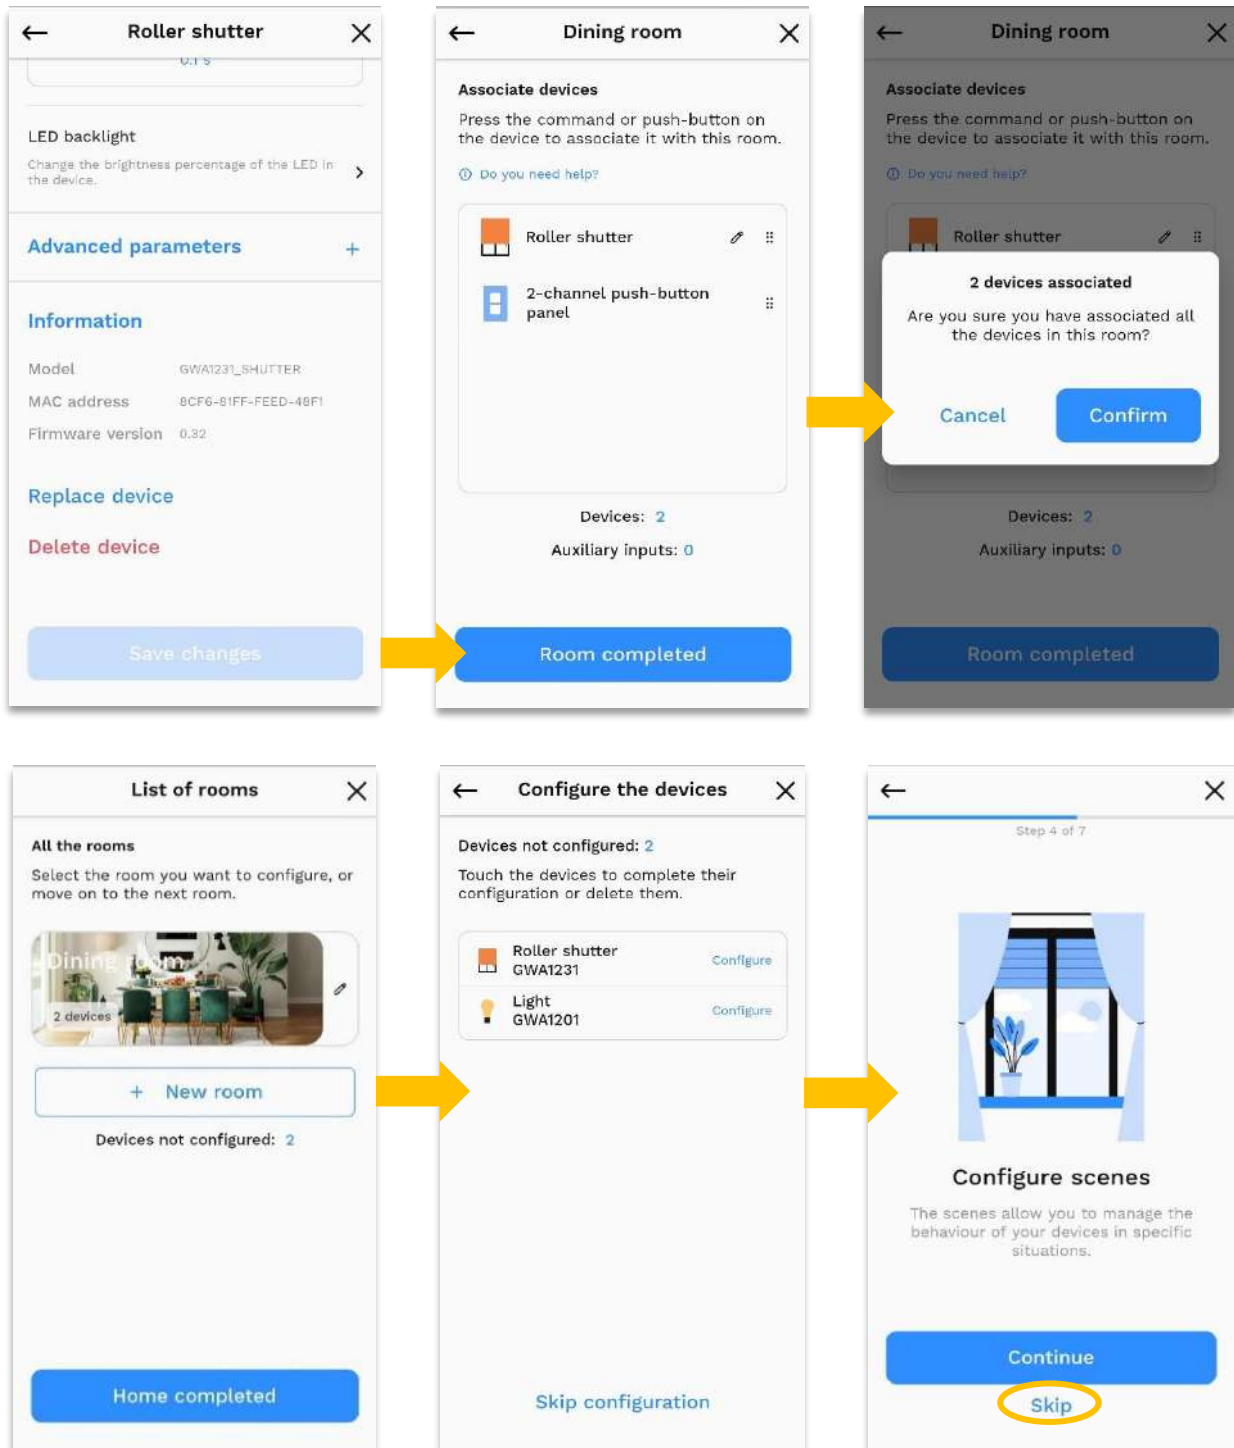 Roller shutter
0.1 s
LED backlight
Change the brightness percentage of the LED in
the device.
Advanced parameters
Information
Model GWA1231_SHUTTER
MAC address 8CF6-81FF-FEED-48F1
Firmware version 0.32
Replace device
Delete device
Save changes
Dining room
Associate devices
Press the command or push-button on
the device to associate it with this room.
Do you need help?
Roller shutter
2-channel push-button
panel
Devices: 2
Auxiliary inputs: 0
Room completed
Dining room
Associate devices
Press the command or push-button on
the device to associate it with this room.
Do you need help?
Roller shutter
2 devices associated
Are you sure you have associated all
the devices in this room?
Cancel Confirm
Devices: 2
Auxiliary inputs: 0
Room completed
List of rooms
All the rooms
Select the room you want to configure, or
move on to the next room.
Dining room
2 devices
+ New room
Devices not configured: 2
Home completed
Configure the devices
Devices not configured: 2
Touch the devices to complete their
configuration or delete them.
Roller shutter
GWA1231
Configure
Light
GWA1201
Configure
Skip configuration
Step 4 of 7
Configure scenes
The scenes allow you to manage the
behaviour of your devices in specific
situations.
Continue
Skip